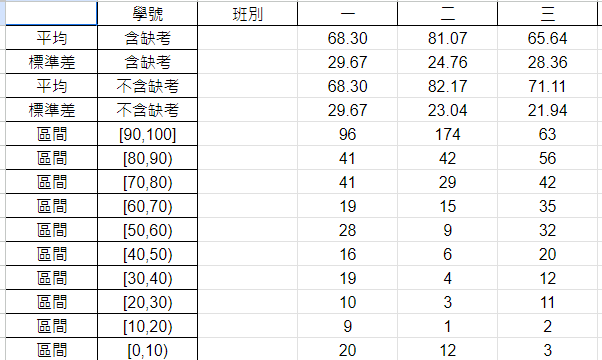 學號 班別 一 二 三
平均 含缺考 68.30 81.07 65.64
標準差 含缺考 29.67 24.76 28.36
平均 不含缺考 68.30 82.17 71.11
標準差 不含缺考 29.67 23.04 21.94
區間 [90,100] 96 174 63
區間 [80,90) 41 42 56
區間 [70,80) 41 29 42
區間 [60,70) 19 15 35
區間 [50,60) 28 9 32
區間 [40,50) 16 6 20
區間 [30,40) 19 4 12
區間 [20,30) 10 3 11
區間 [10,20) 9 1 2
區間 [0,10) 20 12 3